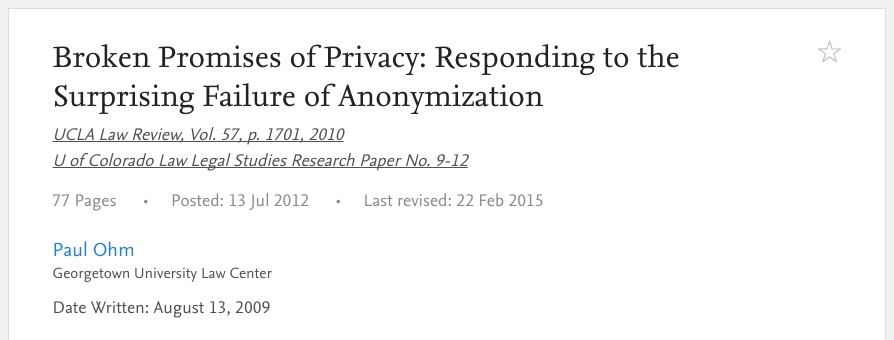 Broken Promises of Privacy: Responding to the
Surprising Failure of Anonymization
UCLA Law Review, Vol. 57, p. 1701, 2010
U of Colorado Law Legal Studies Research Paper No. 9-12
77 Pages • Posted: 13 Jul 2012 • Last revised: 22 Feb 2015
Paul Ohm
Georgetown University Law Center
Date Written: August 13, 2009